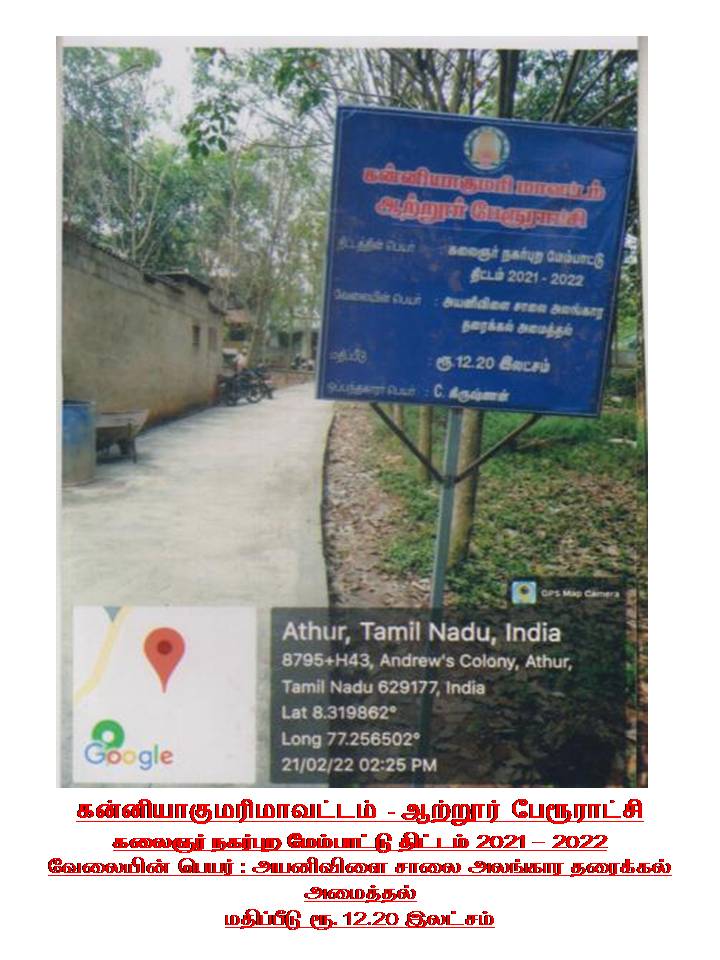 கன்னியாகுமரி மாவட்டம்
ஆற்றூர் பேரூராட்சி
திட்டத்தின் பெயர் : கலைஞர் நகர்புற மேம்பாட்டு
திட்டம் 2021 - 2022
வேலையின் பெயர் : அயனிவிளை சாலை அலங்கார
தரைக்கல் அமைத்தல்
மதிப்பீடு : ரூ.12.20 இலட்சம்
ஒப்பந்தகாரர் பெயர் : C. கிருஷ்ணன்
GPS Map Camera
Google
Athur, Tamil Nadu, India
8795+H43, Andrew's Colony, Athur,
Tamil Nadu 629177, India
Lat 8.319862°
Long 77.256502°
21/02/22 02:25 PM
கன்னியாகுமரிமாவட்டம் - ஆற்றூர் பேரூராட்சி
கலைஞர் நகர்புற மேம்பாட்டு திட்டம் 2021 – 2022
வேலையின் பெயர் : அயனிவிளை சாலை அலங்கார தரைக்கல்
அமைத்தல்
மதிப்பீடு ரூ. 12.20 இலட்சம்